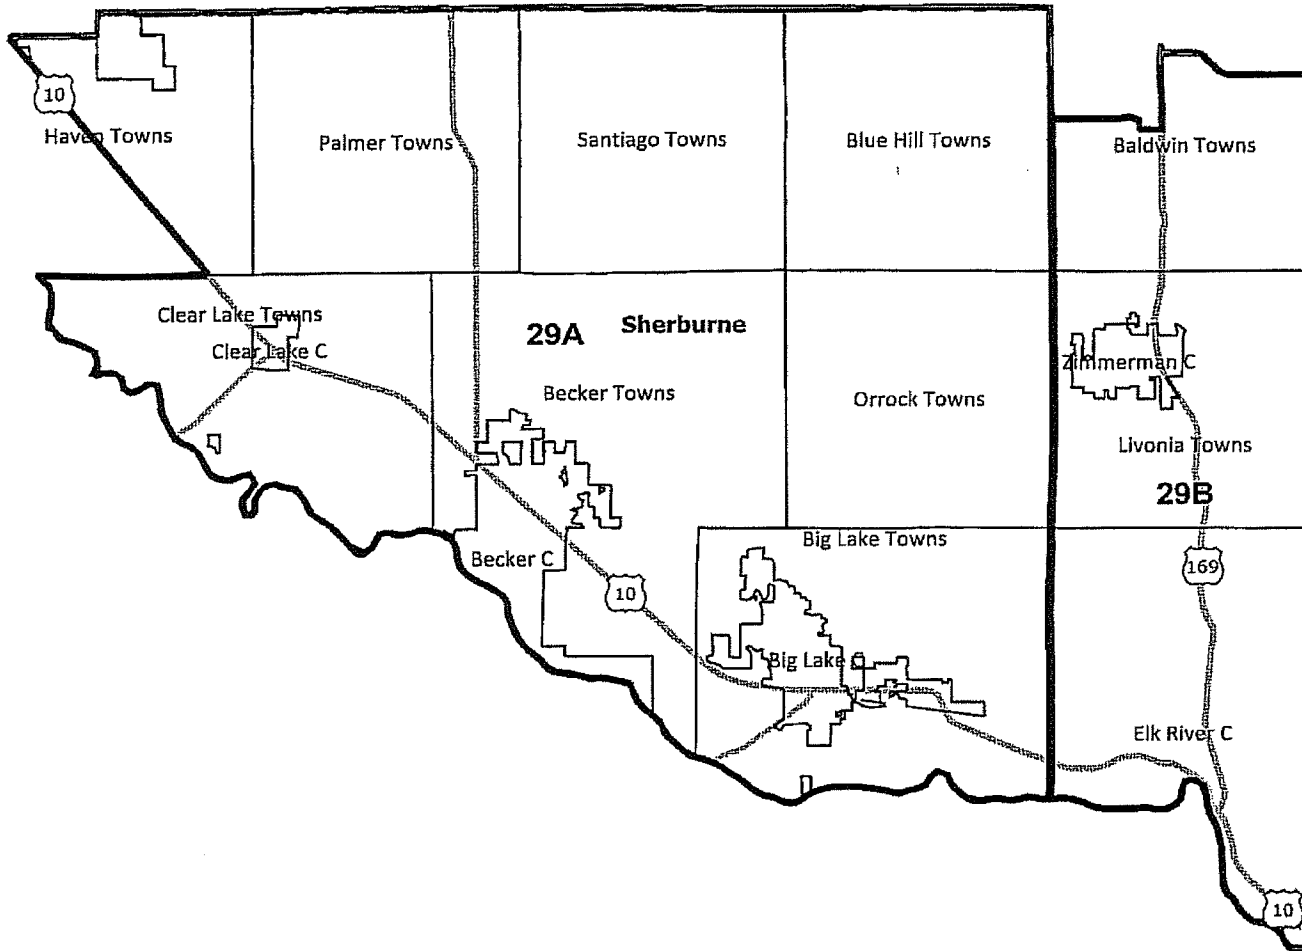 10
Haven Towns
Palmer Towns
Santiago Towns
Blue Hill Towns
Baldwin Towns
Clear Lake Towns
Clear Lake C
29A
Sherburne
Becker Towns
Orrock Towns
Zimmerman C
Livonia Towns
29B
Big Lake Towns
Becker C
10
169
Big Lake C
Elk River C
10